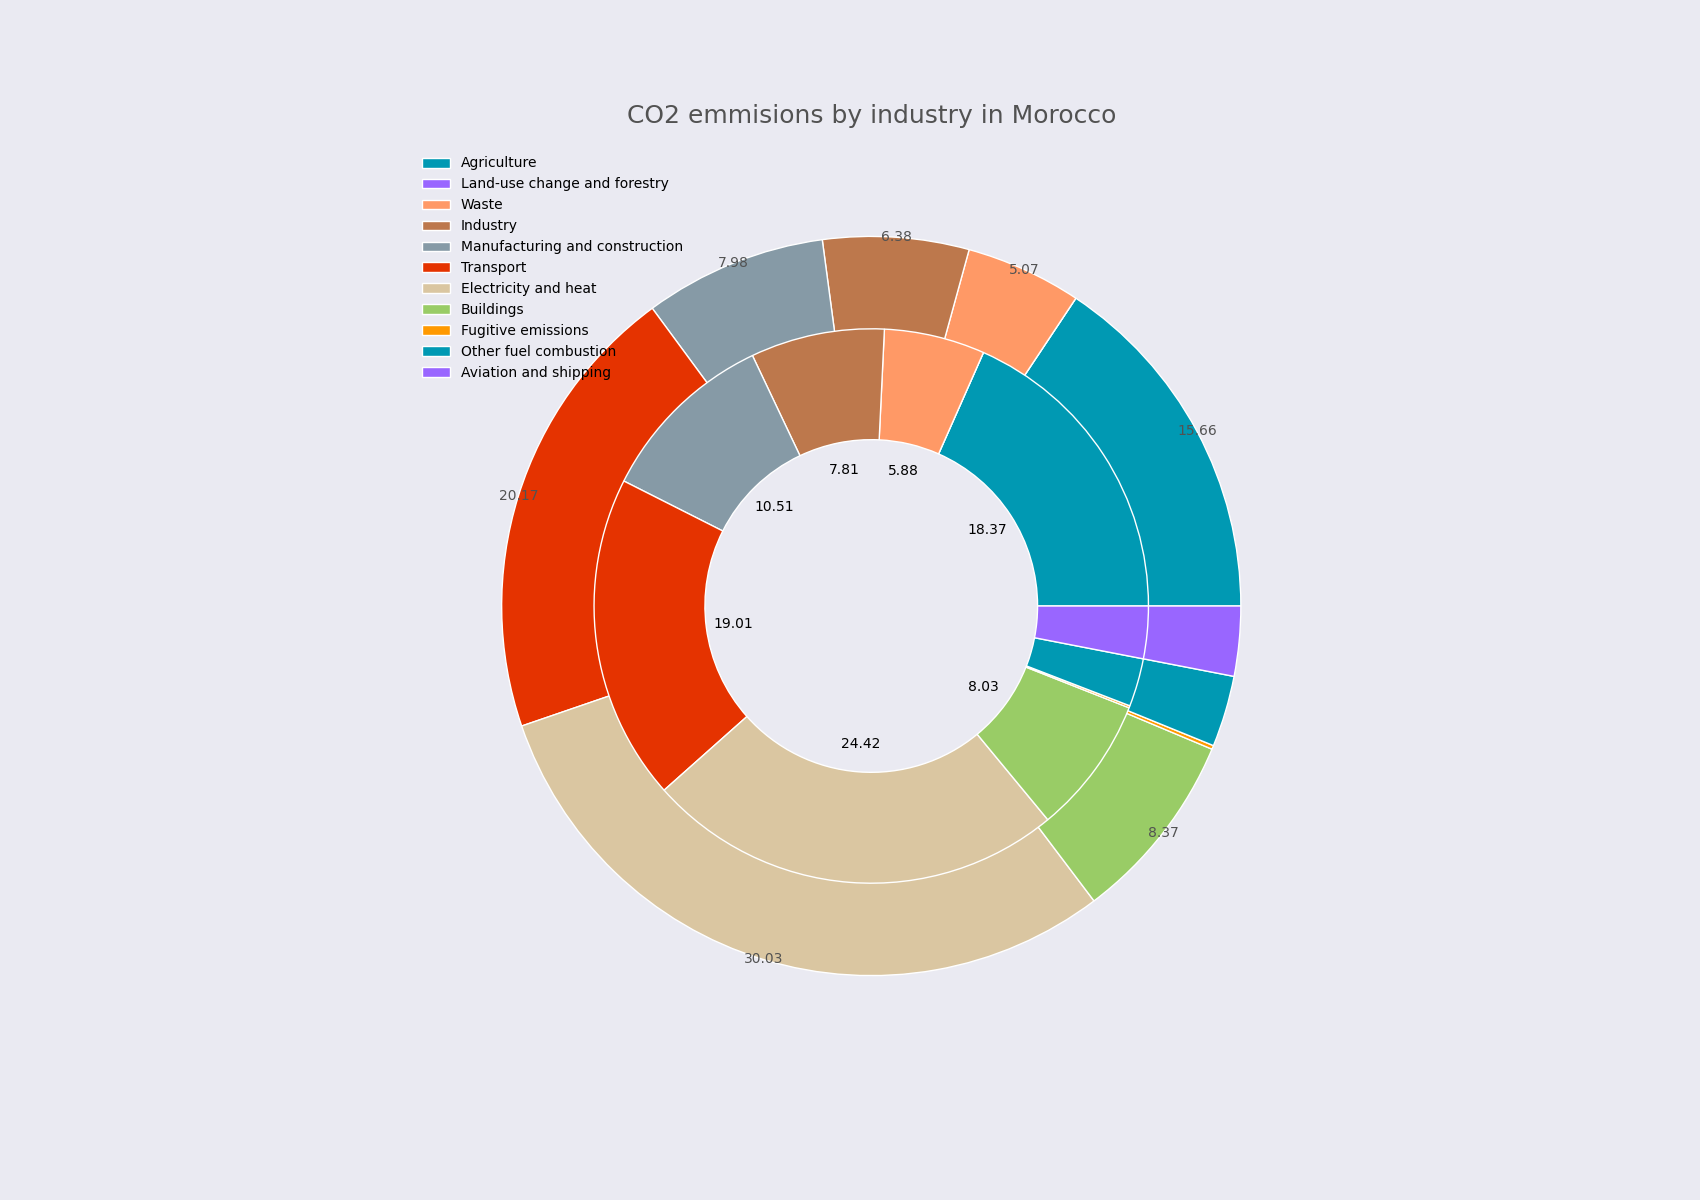 CO2 emmisions by industry in Morocco
Agriculture
Land-use change and forestry
Waste
Industry
Manufacturing and construction
Transport
Electricity and heat
Buildings
Fugitive emissions
Other fuel combustion
Aviation and shipping
6.38
7.98
5.07
15.66
7.81
5.88
20.17
10.51
18.37
19.01
8.03
24.42
8.37
30.03